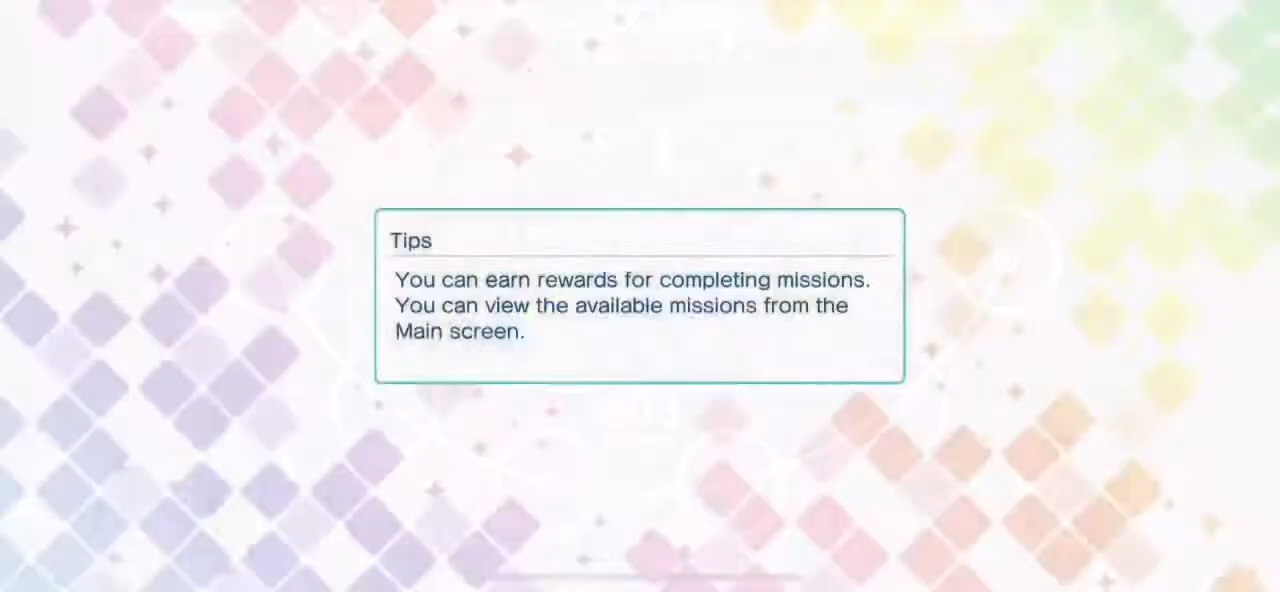 Tips
You can earn rewards for completing missions.
You can view the available missions from the
Main screen.